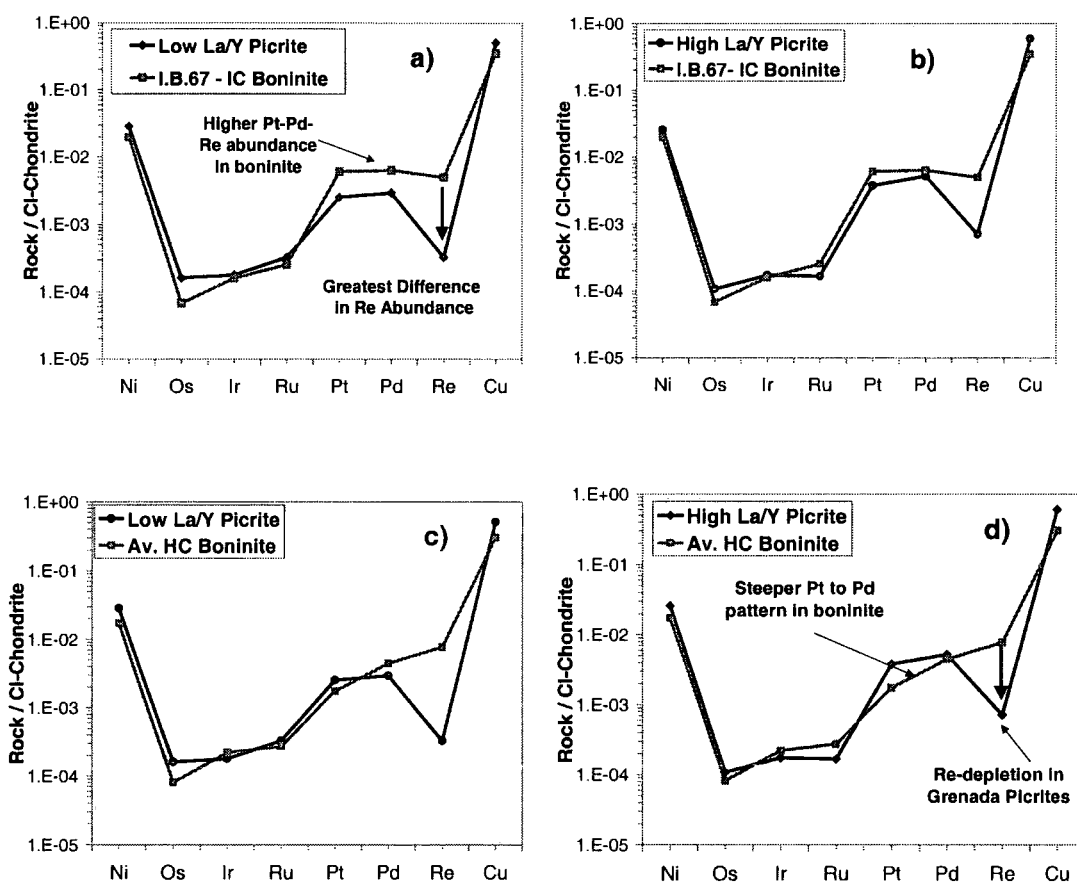 1.E+00
1.E-01
1.E-02
1.E-03
1.E-04
1.E-05
Rock / CI-Chondrite
Low La/Y Picrite
I.B.67 - IC Boninite
a)
Higher Pt-Pd-
Re abundance
in boninite
Greatest Difference
in Re Abundance
Ni Os Ir Ru Pt Pd Re Cu
1.E+00
1.E-01
1.E-02
1.E-03
1.E-04
1.E-05
Rock / CI-Chondrite
High La/Y Picrite
I.B.67- IC Boninite
b)
Ni Os Ir Ru Pt Pd Re Cu
1.E+00
1.E-01
1.E-02
1.E-03
1.E-04
1.E-05
Rock / CI-Chondrite
Low La/Y Picrite
Av. HC Boninite
c)
Ni Os Ir Ru Pt Pd Re Cu
1.E+00
1.E-01
1.E-02
1.E-03
1.E-04
1.E-05
Rock / CI-Chondrite
High La/Y Picrite
Av. HC Boninite
d)
Steeper Pt to Pd
pattern in boninite
Re-depletion in
Grenada Picrites
Ni Os Ir Ru Pt Pd Re Cu